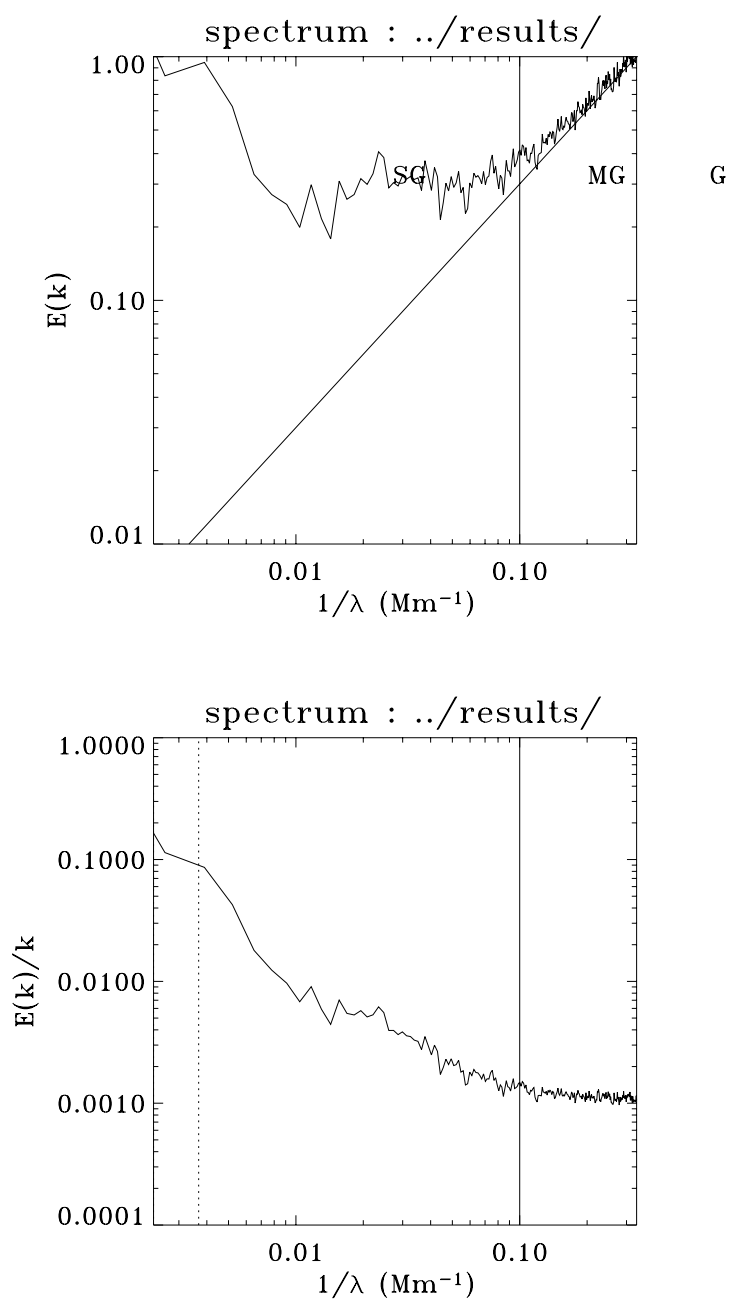 spectrum : ../results/
1.00
SG MG G
0.10
E(k)
0.01
0.01 0.10
1/λ (Mm⁻¹)
spectrum : ../results/
1.0000
0.1000
0.0100
E(k)/k
0.0010
0.0001
0.01 0.10
1/λ (Mm⁻¹)